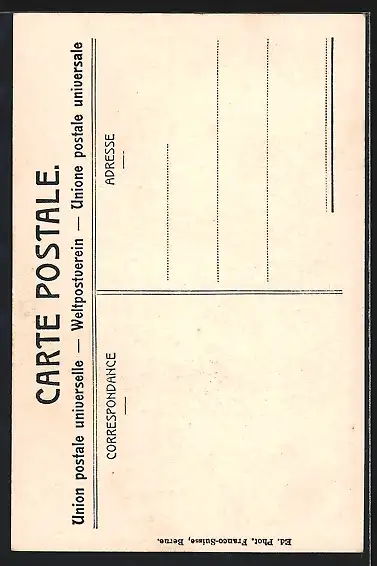 CARTE POSTALE.
Union postale universelle — Weltpostverein — Unione postale universale
CORRESPONDANCE
ADRESSE
Ed. Phot. Franco-Suisse, Berne.